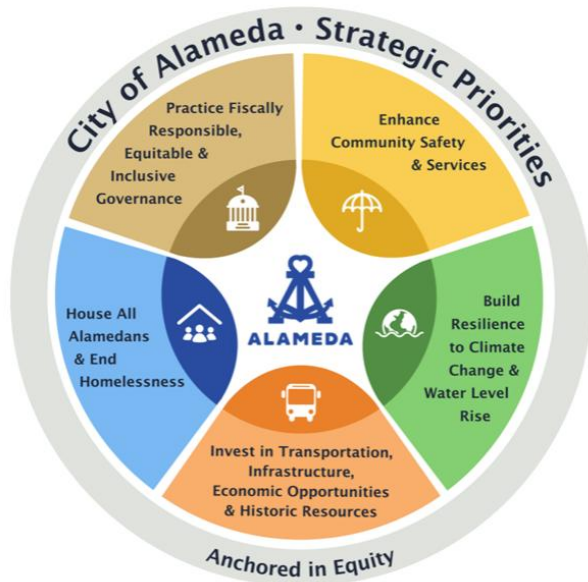 City of Alameda • Strategic Priorities
Practice Fiscally
Responsible,
Equitable &
Inclusive
Governance
Enhance
Community Safety
& Services
House All
Alamedans
& End
Homelessness
ALAMEDA
Build
Resilience
to Climate
Change &
Water Level
Rise
Invest in Transportation,
Infrastructure,
Economic Opportunities
& Historic Resources
Anchored in Equity